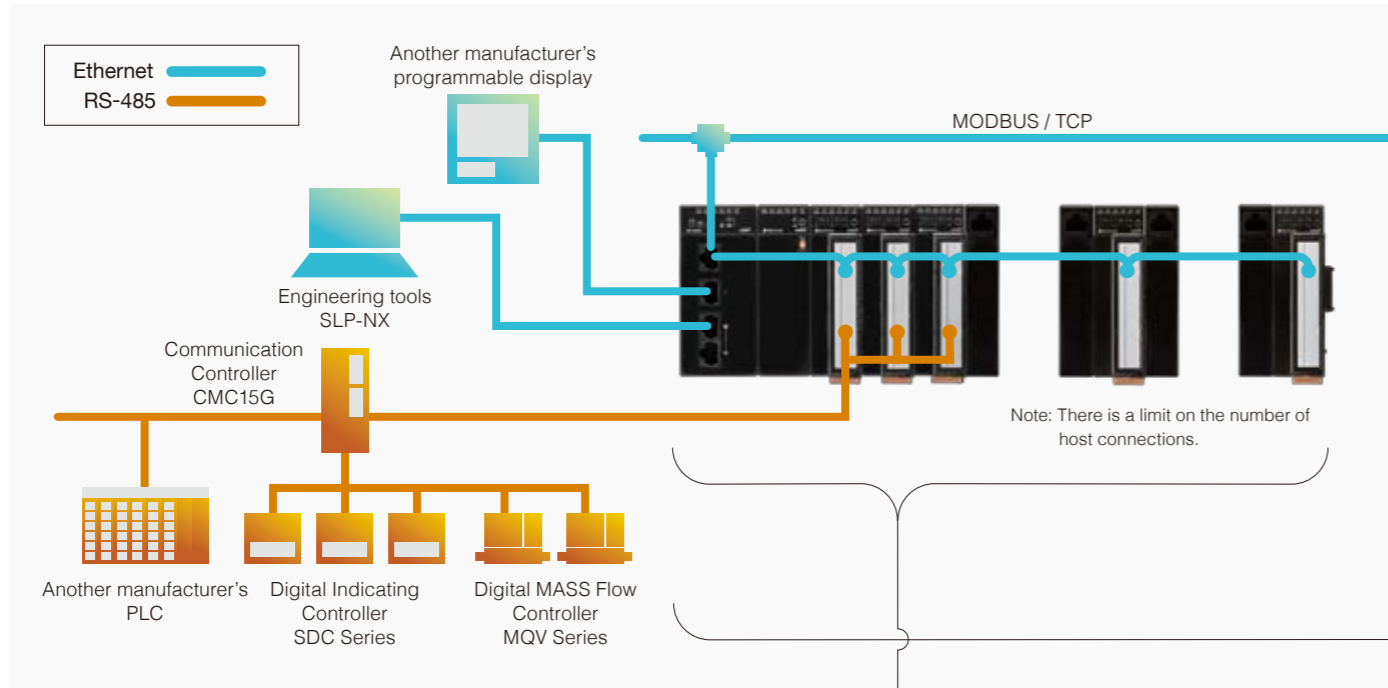 Ethernet
RS-485
Another manufacturer's
programmable display
MODBUS / TCP
Engineering tools
SLP-NX
Communication
Controller
CMC15G
Note: There is a limit on the number of
host connections.
Another manufacturer's
PLC
Digital Indicating
Controller
SDC Series
Digital MASS Flow
Controller
MQV Series